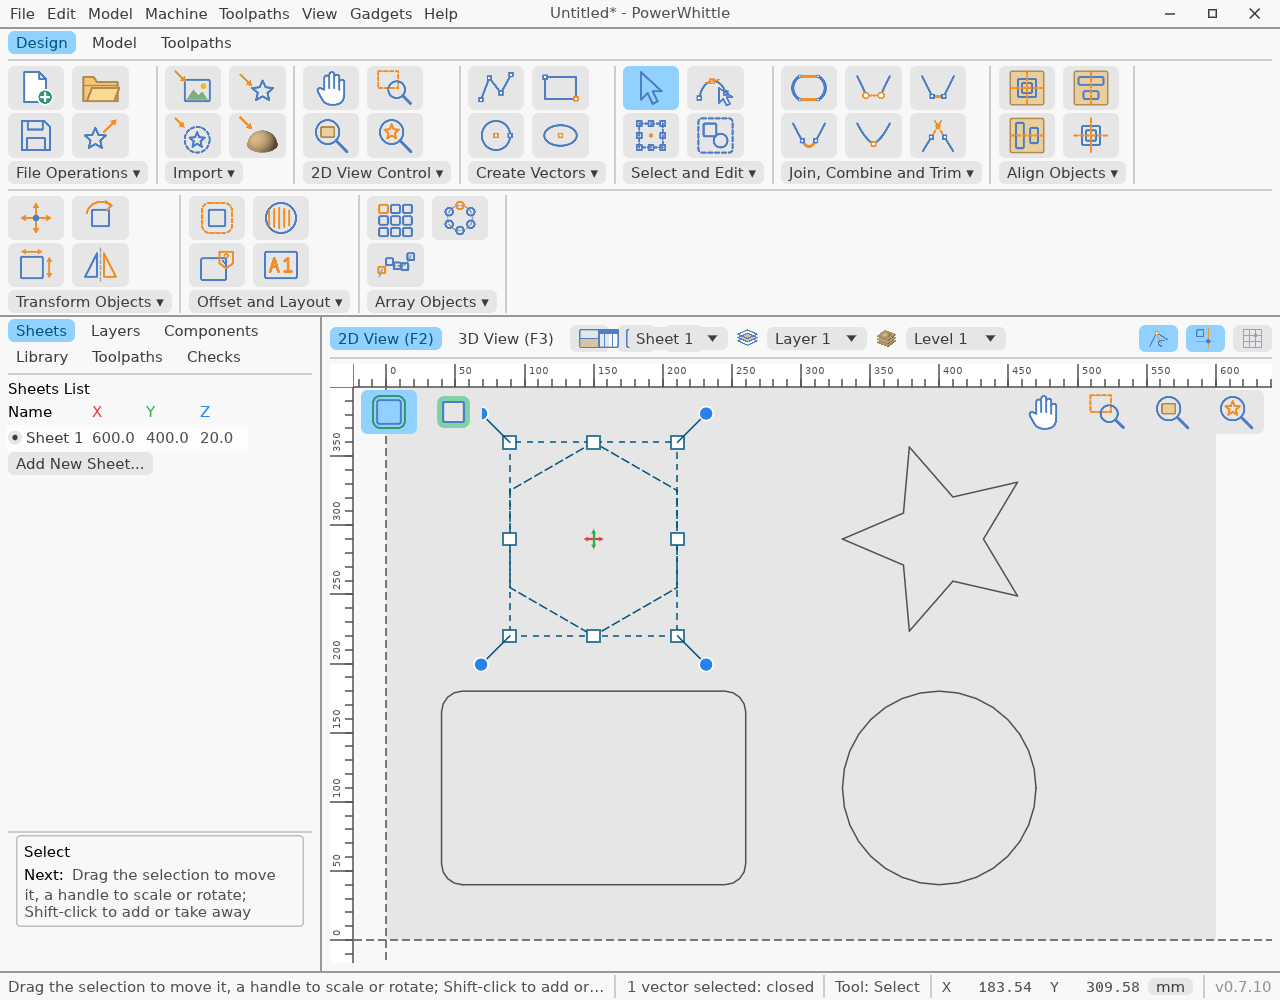 File Edit Model Machine Toolpaths View Gadgets Help Untitled* - PowerWhittle
Design Model Toolpaths
A1
File Operations ▾ Import ▾ 2D View Control ▾ Create Vectors ▾ Select and Edit ▾ Join, Combine and Trim ▾ Align Objects ▾
Transform Objects ▾ Offset and Layout ▾ Array Objects ▾
Sheets Layers Components
Library Toolpaths Checks
Sheets List
Name X Y Z
Sheet 1 600.0 400.0 20.0
Add New Sheet...
2D View (F2) 3D View (F3) Sheet 1 Layer 1 Level 1
0 50 100 150 200 250 300 350 400 450 500 550 600
350
300
250
200
150
100
50
0
Select
Next: Drag the selection to move
it, a handle to scale or rotate;
Shift-click to add or take away
Drag the selection to move it, a handle to scale or rotate; Shift-click to add or... 1 vector selected: closed Tool: Select X 183.54 Y 309.58 mm v0.7.10